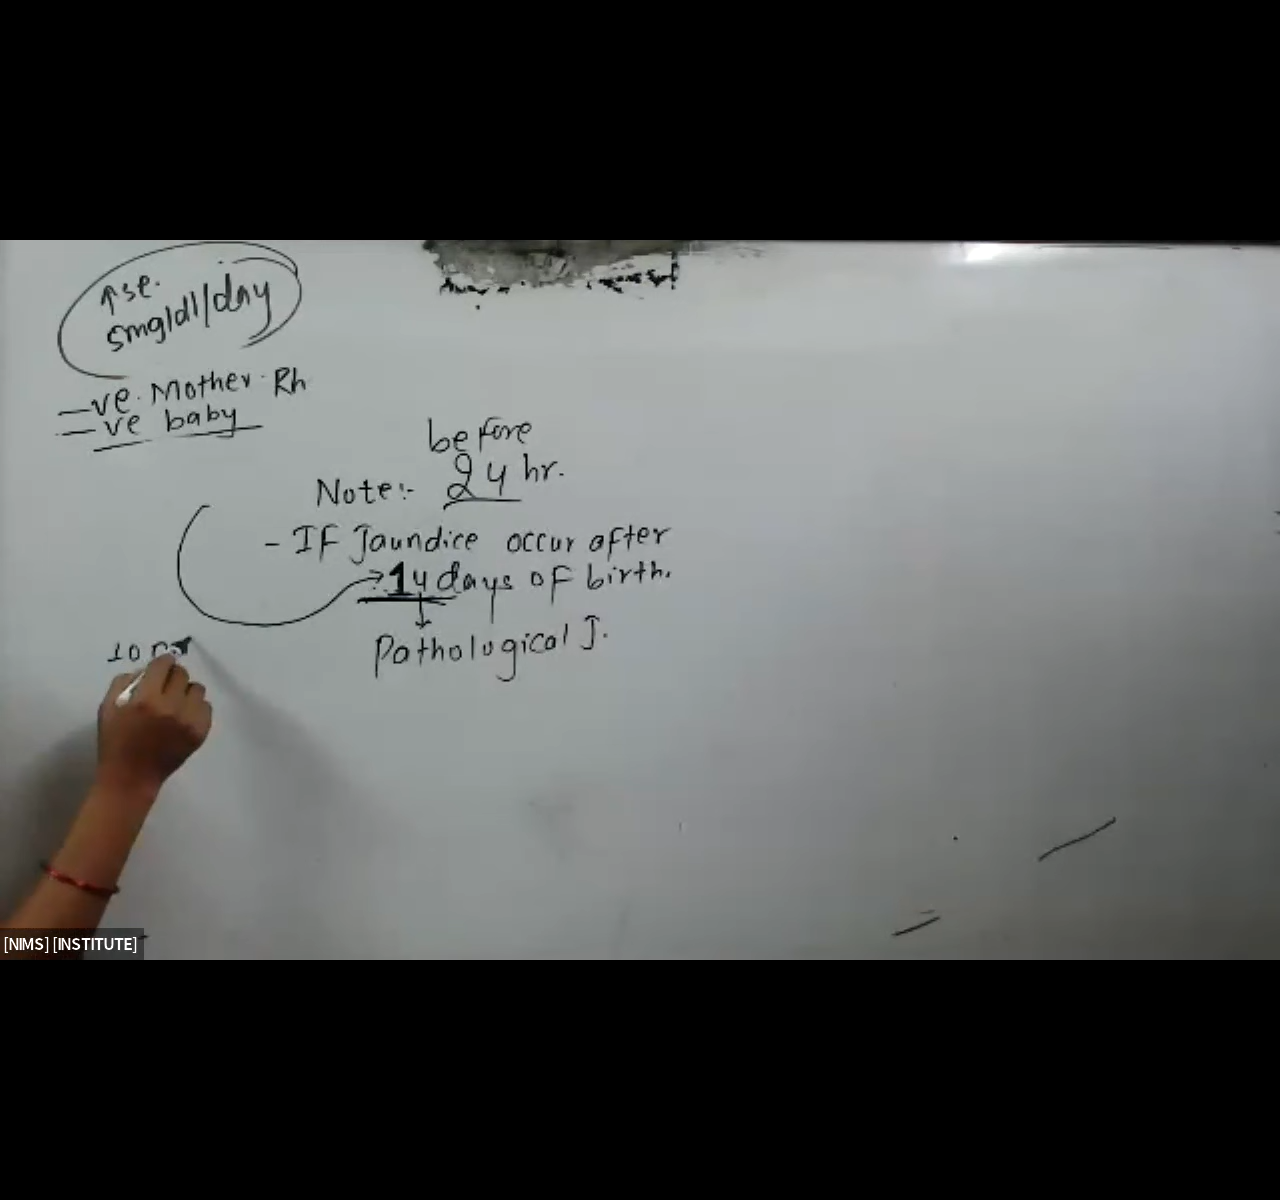 ↑se.
5mg/dl/day
-ve. Mother. Rh
-ve baby
before
24 hr.
Note:-
- IF Jaundice occur after
14 days of birth.
Pathological J.
10
[NIMS] [INSTITUTE]